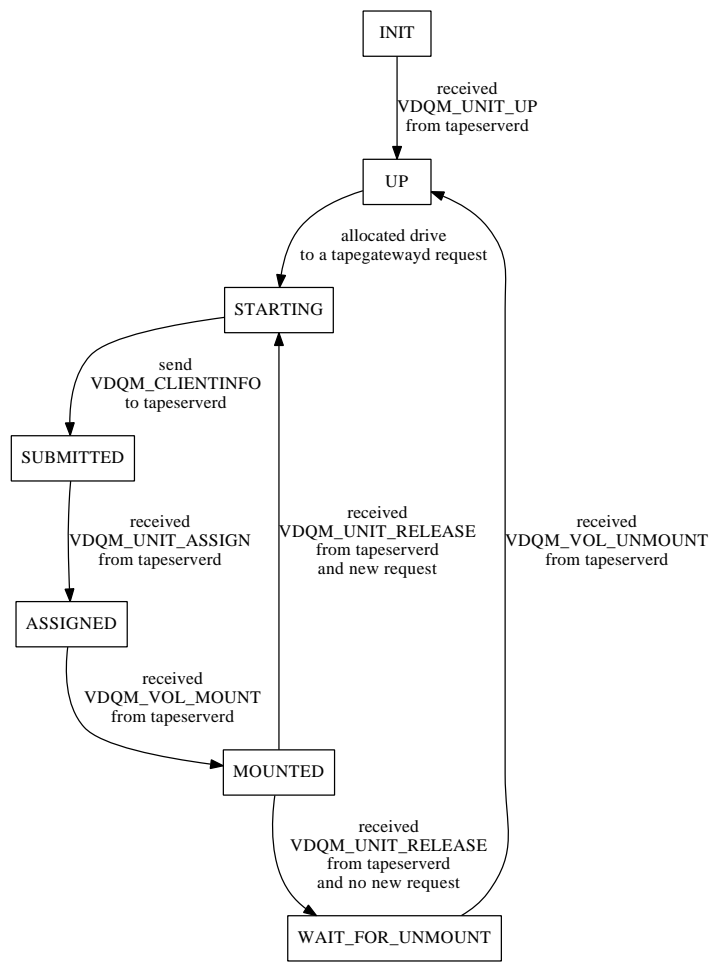 INIT
received
VDQM_UNIT_UP
from tapeserverd
UP
allocated drive
to a tapegatewayd request
STARTING
send
VDQM_CLIENTINFO
to tapeserverd
SUBMITTED
received
VDQM_UNIT_ASSIGN
from tapeserverd
received
VDQM_UNIT_RELEASE
from tapeserverd
and new request
received
VDQM_VOL_UNMOUNT
from tapeserverd
ASSIGNED
received
VDQM_VOL_MOUNT
from tapeserverd
MOUNTED
received
VDQM_UNIT_RELEASE
from tapeserverd
and no new request
WAIT_FOR_UNMOUNT